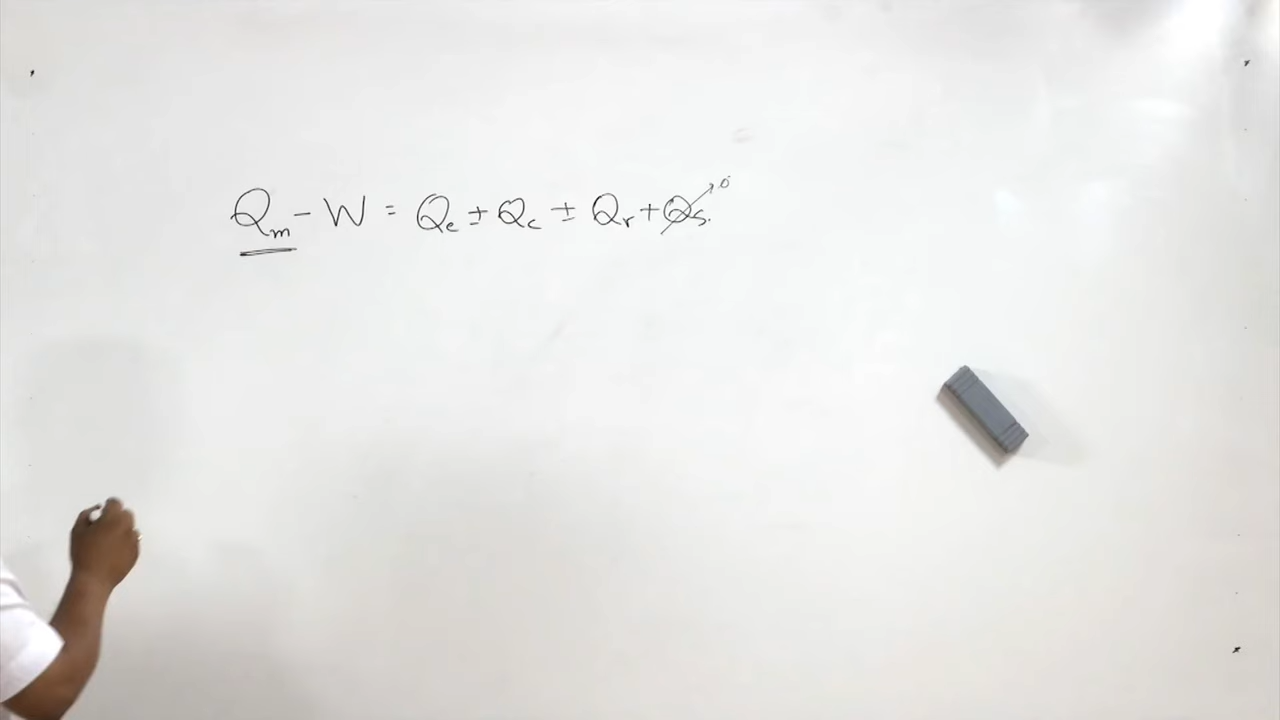 Qm - W = Qe ± Qc ± Qr + Qs. 0